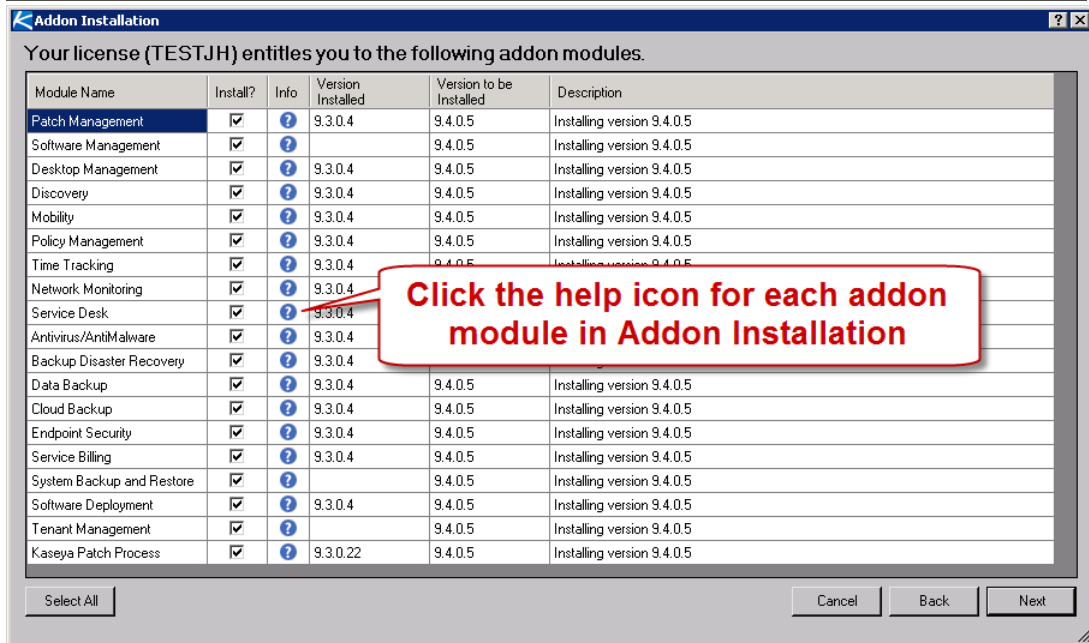 Addon Installation
Your license (TESTJH) entitles you to the following addon modules.
Module Name Install? Info Version Installed Version to be Installed Description
Patch Management 9.3.0.4 9.4.0.5 Installing version 9.4.0.5
Software Management 9.4.0.5 Installing version 9.4.0.5
Desktop Management 9.3.0.4 9.4.0.5 Installing version 9.4.0.5
Discovery 9.3.0.4 9.4.0.5 Installing version 9.4.0.5
Mobility 9.3.0.4 9.4.0.5 Installing version 9.4.0.5
Policy Management 9.3.0.4 9.4.0.5 Installing version 9.4.0.5
Time Tracking 9.3.0.4 9.4.0.5 Installing version 9.4.0.5
Network Monitoring 9.3.0.4
Service Desk 9.3.0.4
Antivirus/AntiMalware 9.3.0.4
Backup Disaster Recovery 9.3.0.4
Click the help icon for each addon
module in Addon Installation
Data Backup 9.3.0.4 9.4.0.5 Installing version 9.4.0.5
Cloud Backup 9.3.0.4 9.4.0.5 Installing version 9.4.0.5
Endpoint Security 9.3.0.4 9.4.0.5 Installing version 9.4.0.5
Service Billing 9.3.0.4 9.4.0.5 Installing version 9.4.0.5
System Backup and Restore 9.4.0.5 Installing version 9.4.0.5
Software Deployment 9.3.0.4 9.4.0.5 Installing version 9.4.0.5
Tenant Management 9.4.0.5 Installing version 9.4.0.5
Kaseya Patch Process 9.3.0.22 9.4.0.5 Installing version 9.4.0.5
Select All Cancel Back Next